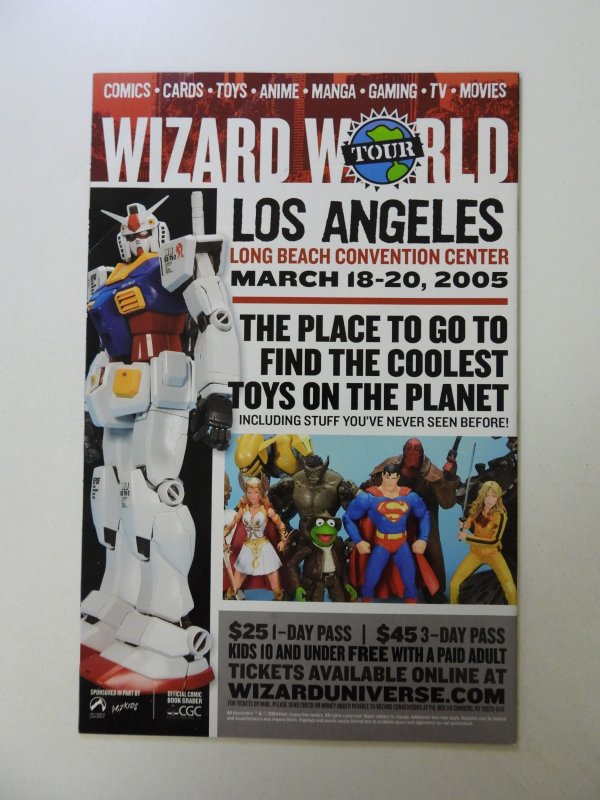 COMICS • CARDS • TOYS • ANIME • MANGA • GAMING • TV • MOVIES
WIZARD WORLD
TOUR
LOS ANGELES
LONG BEACH CONVENTION CENTER
MARCH 18-20, 2005
THE PLACE TO GO TO
FIND THE COOLEST
TOYS ON THE PLANET
INCLUDING STUFF YOU'VE NEVER SEEN BEFORE!
$25 1-DAY PASS | $45 3-DAY PASS
KIDS 10 AND UNDER FREE WITH A PAID ADULT
TICKETS AVAILABLE ONLINE AT
WIZARDUNIVERSE.COM
SPONSORED IN PART BY
OFFICIAL COMIC
BOOK GRADER
CGC